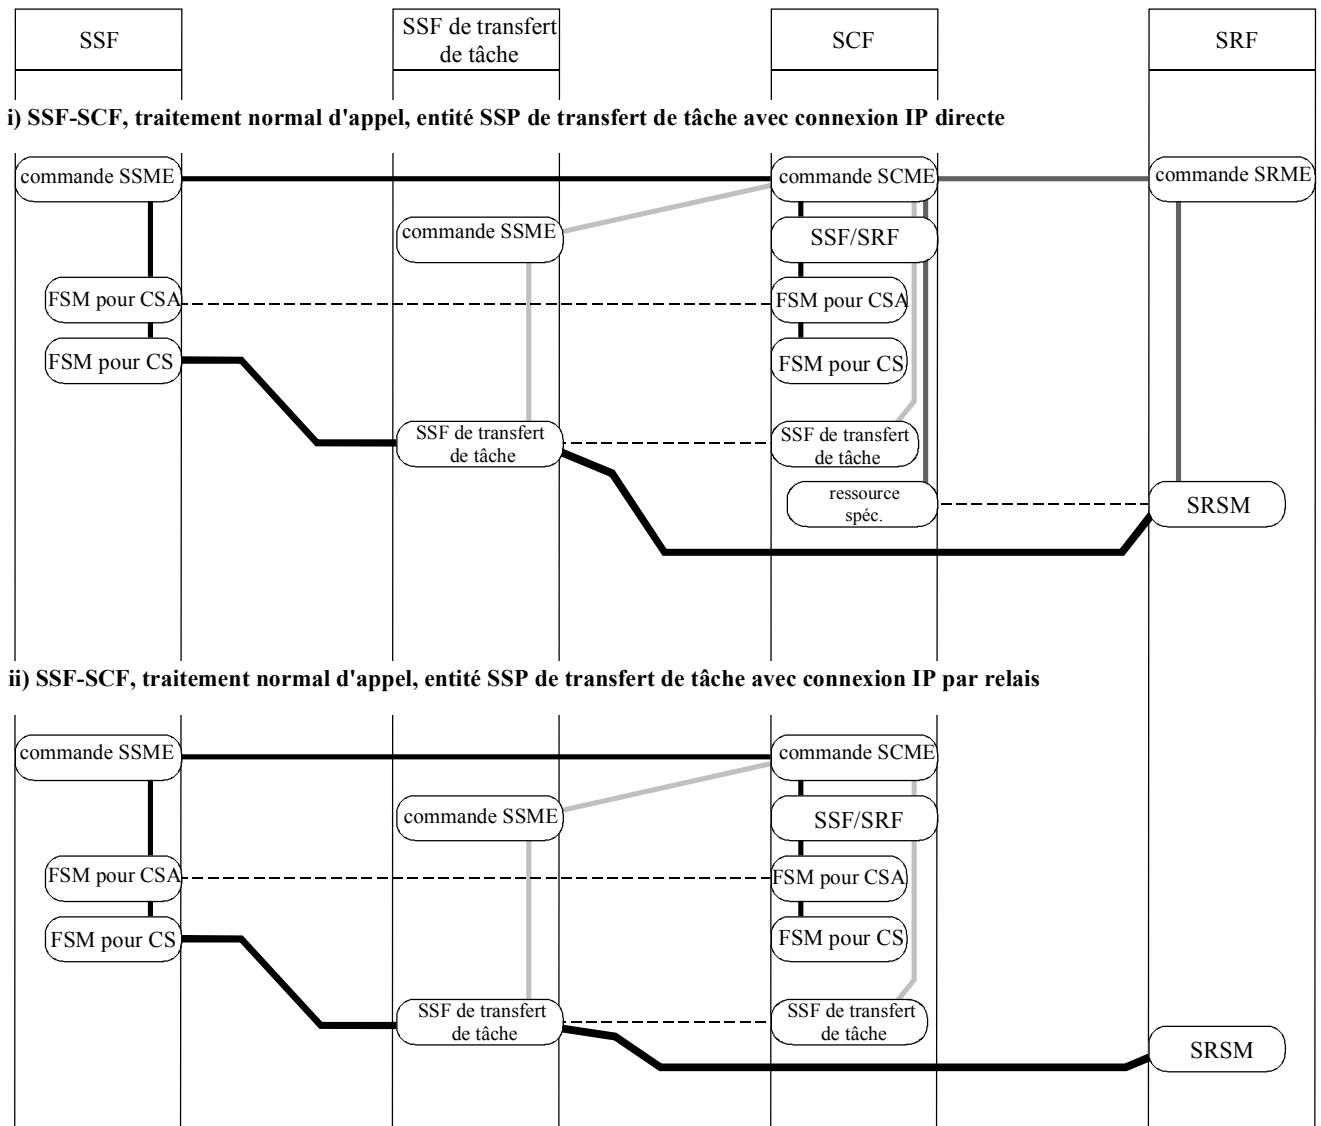 SSF
SSF de transfert
de tâche
SCF
SRF
i) SSF-SCF, traitement normal d'appel, entité SSP de transfert de tâche avec connexion IP directe
commande SSME
commande SCME
commande SRME
commande SSME
SSF/SRF
FSM pour CSA
FSM pour CSA
FSM pour CS
FSM pour CS
SSF de transfert
de tâche
SSF de transfert
de tâche
ressource
spéc.
SRSM
ii) SSF-SCF, traitement normal d'appel, entité SSP de transfert de tâche avec connexion IP par relais
commande SSME
commande SCME
commande SSME
SSF/SRF
FSM pour CSA
FSM pour CSA
FSM pour CS
FSM pour CS
SSF de transfert
de tâche
SSF de transfert
de tâche
SRSM